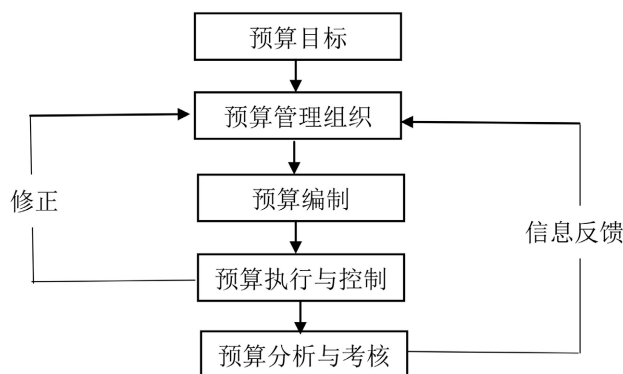 预算目标
预算管理组织
修正
预算编制
信息反馈
预算执行与控制
预算分析与考核